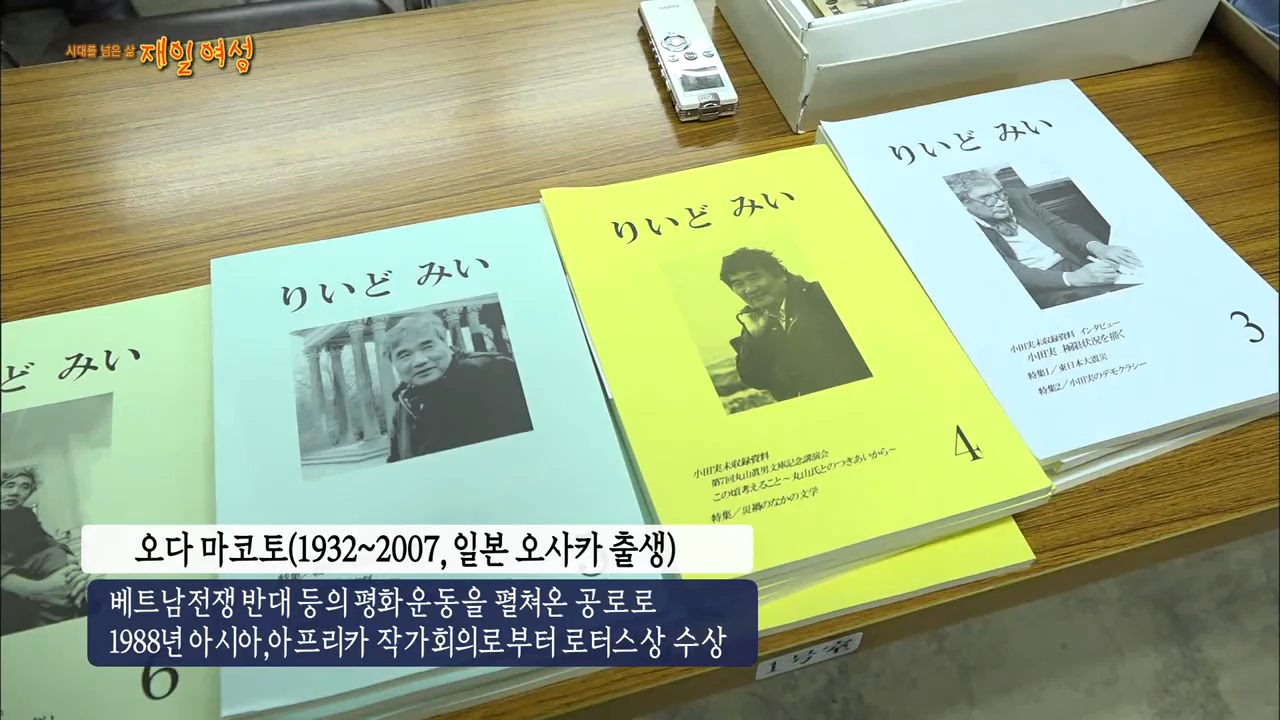 시대를 넘은 삶 재일여성
りいど みい
3
小田実未収録資料 インタビュー
小田実 極限状況を描く
特集1/東日本大震災
特集2/小田実のデモクラシー
りいど みい
4
小田実未収録資料
第7回丸山眞男文庫記念講演会
この頃考えること～丸山氏とのつきあいから～
特集/災禍のなかの文学
りいど みい
ど みい
6
오다 마코토(1932~2007, 일본 오사카 출생)
베트남전쟁 반대 등의 평화운동을 펼쳐온 공로로
1988년 아시아,아프리카 작가회의로부터 로터스상 수상
1号室